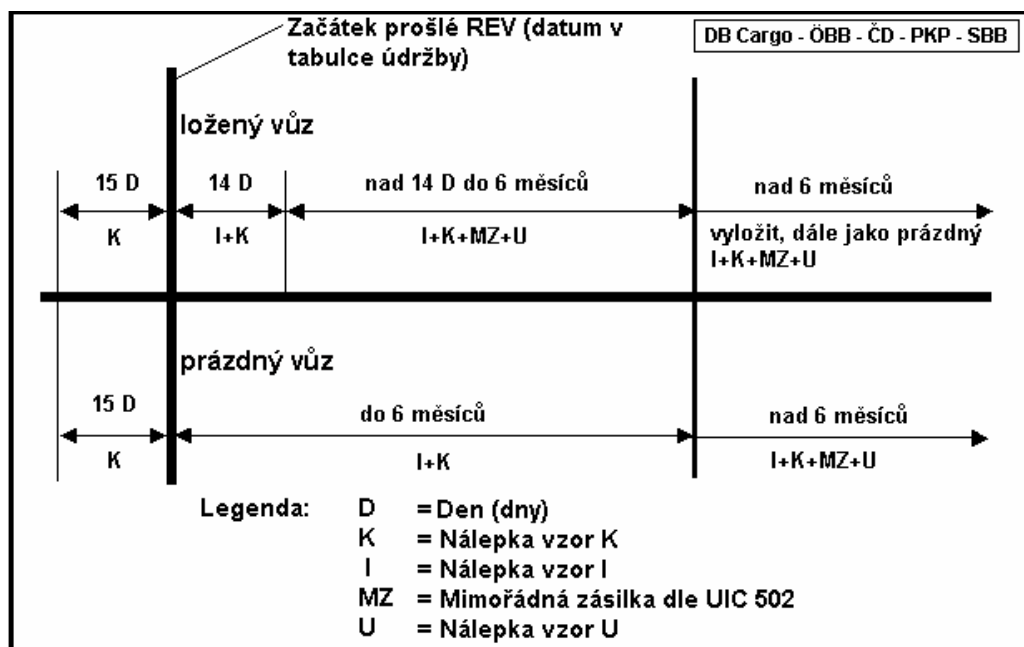 Začátek prošlé REV (datum v
tabulce údržby)
DB Cargo - ÖBB - ČD - PKP - SBB
ložený vůz
15 D
14 D
nad 14 D do 6 měsíců
nad 6 měsíců
K
I+K
I+K+MZ+U
vyložit, dále jako prázdný
I+K+MZ+U
prázdný vůz
15 D
do 6 měsíců
nad 6 měsíců
K
I+K
I+K+MZ+U
Legenda:
D = Den (dny)
K = Nálepka vzor K
I = Nálepka vzor I
MZ = Mimořádná zásilka dle UIC 502
U = Nálepka vzor U